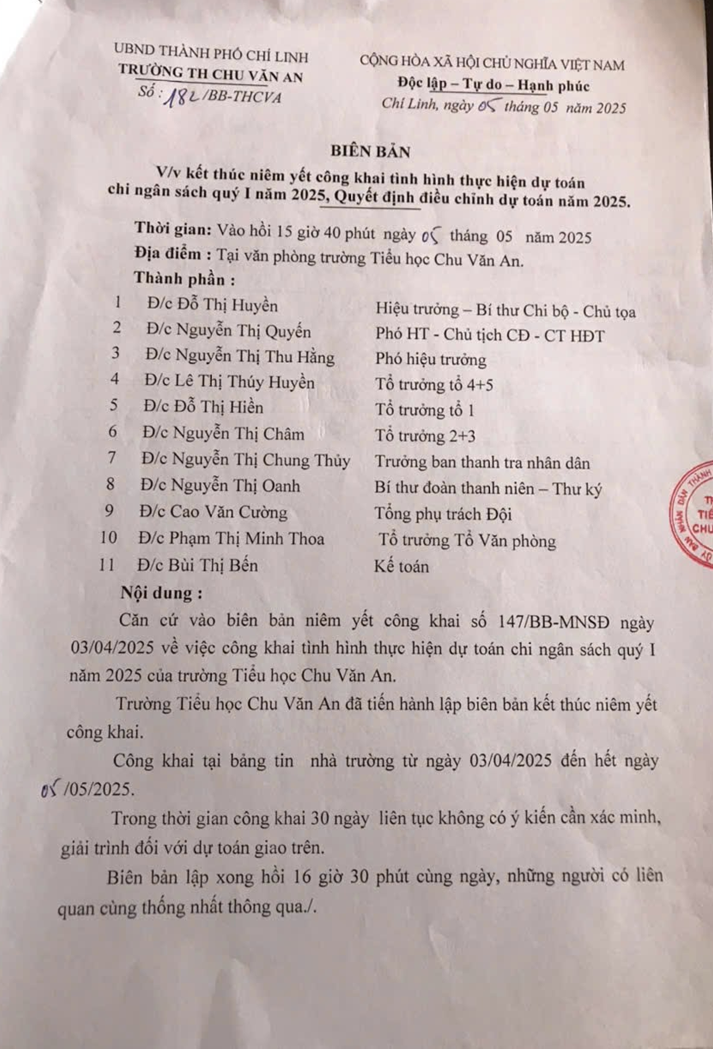 UBND THÀNH PHỐ CHÍ LINH
TRƯỜNG TH CHU VĂN AN
Số: 182/BB-THCVA
CỘNG HÒA XÃ HỘI CHỦ NGHĨA VIỆT NAM
Độc lập – Tự do – Hạnh phúc
Chí Linh, ngày 05 tháng 05 năm 2025
BIÊN BẢN
V/v kết thúc niêm yết công khai tình hình thực hiện dự toán
chi ngân sách quý I năm 2025, Quyết định điều chỉnh dự toán năm 2025.
Thời gian: Vào hồi 15 giờ 40 phút ngày 05 tháng 05 năm 2025
Địa điểm : Tại văn phòng trường Tiểu học Chu Văn An.
Thành phần :
1 Đ/c Đỗ Thị Huyền Hiệu trưởng – Bí thư Chi bộ - Chủ tọa
2 Đ/c Nguyễn Thị Quyến Phó HT - Chủ tịch CĐ - CT HĐT
3 Đ/c Nguyễn Thị Thu Hằng Phó hiệu trưởng
4 Đ/c Lê Thị Thúy Huyền Tổ trưởng tổ 4+5
5 Đ/c Đỗ Thị Hiền Tổ trưởng tổ 1
6 Đ/c Nguyễn Thị Châm Tổ trưởng 2+3
7 Đ/c Nguyễn Thị Chung Thủy Trưởng ban thanh tra nhân dân
8 Đ/c Nguyễn Thị Oanh Bí thư đoàn thanh niên – Thư ký
9 Đ/c Cao Văn Cường Tổng phụ trách Đội
10 Đ/c Phạm Thị Minh Thoa Tổ trưởng Tổ Văn phòng
11 Đ/c Bùi Thị Bến Kế toán
Nội dung :
Căn cứ vào biên bản niêm yết công khai số 147/BB-MNSĐ ngày
03/04/2025 về việc công khai tình hình thực hiện dự toán chi ngân sách quý I
năm 2025 của trường Tiểu học Chu Văn An.
Trường Tiểu học Chu Văn An đã tiến hành lập biên bản kết thúc niêm yết
công khai.
Công khai tại bảng tin nhà trường từ ngày 03/04/2025 đến hết ngày
05/05/2025.
Trong thời gian công khai 30 ngày liên tục không có ý kiến cần xác minh,
giải trình đối với dự toán giao trên.
Biên bản lập xong hồi 16 giờ 30 phút cùng ngày, những người có liên
quan cùng thống nhất thông qua./.